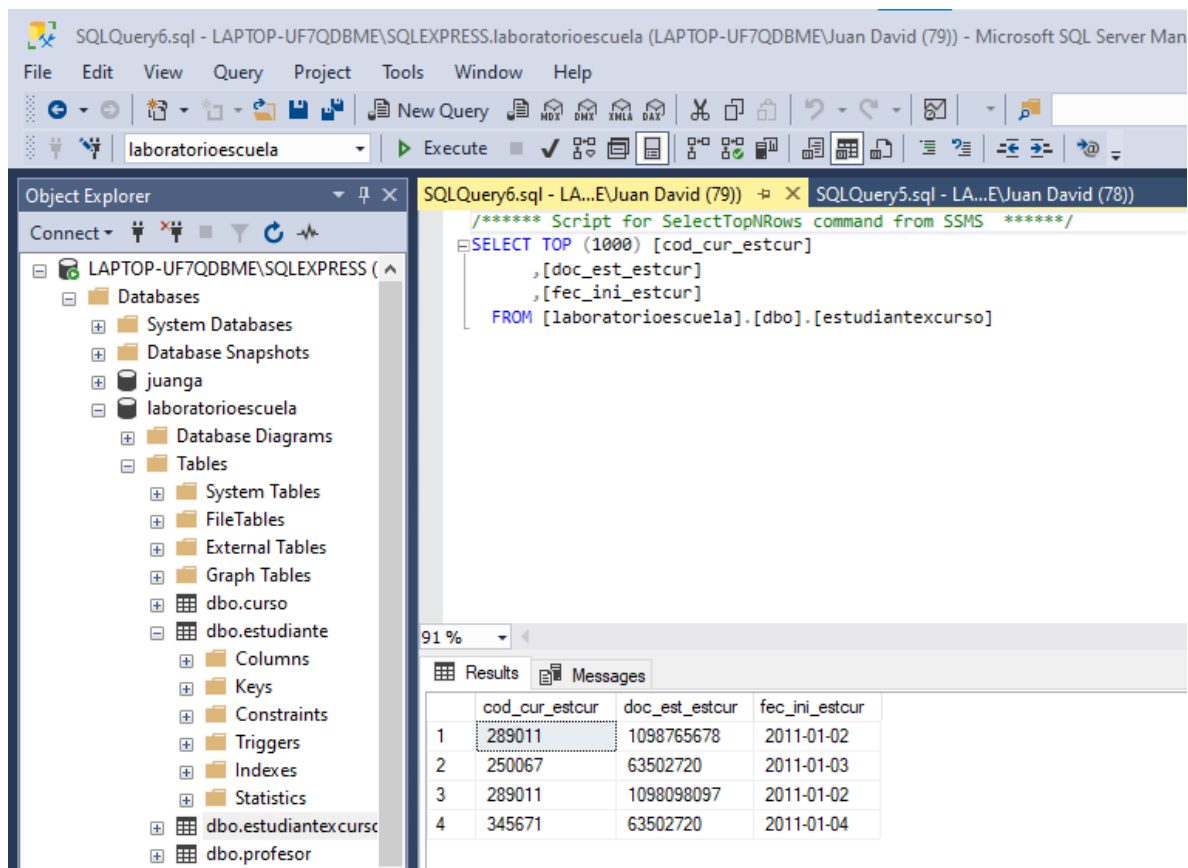 SQLQuery6.sql - LAPTOP-UF7QDBME\SQLEXPRESS.laboratorioescuela (LAPTOP-UF7QDBME\Juan David (79)) - Microsoft SQL Server Man
File Edit View Query Project Tools Window Help
New Query MDX DMX XMLA DAX
laboratorioescuela Execute
Object Explorer
Connect
LAPTOP-UF7QDBME\SQLEXPRESS (
Databases
System Databases
Database Snapshots
juanga
laboratorioescuela
Database Diagrams
Tables
System Tables
FileTables
External Tables
Graph Tables
dbo.curso
dbo.estudiante
Columns
Keys
Constraints
Triggers
Indexes
Statistics
dbo.estudiantexcurso
dbo.profesor
SQLQuery6.sql - LA...E\Juan David (79)) SQLQuery5.sql - LA...E\Juan David (78))
/****** Script for SelectTopNRows command from SSMS ******/
SELECT TOP (1000) [cod_cur_estcur]
,[doc_est_estcur]
,[fec_ini_estcur]
FROM [laboratorioescuela].[dbo].[estudiantexcurso]
91 %
Results Messages
cod_cur_estcur doc_est_estcur fec_ini_estcur
1 289011 1098765678 2011-01-02
2 250067 63502720 2011-01-03
3 289011 1098098097 2011-01-02
4 345671 63502720 2011-01-04